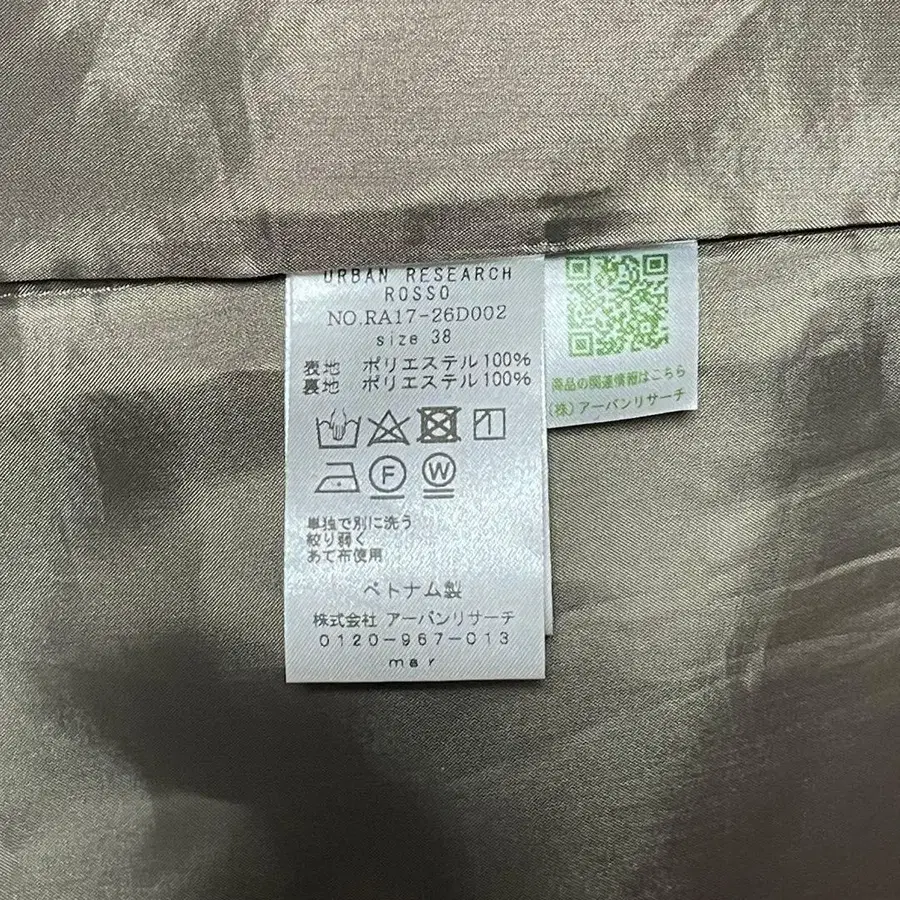 URBAN RESEARCH
ROSSO
NO.RA17-26D002
size 38
表地 ポリエステル100%
裏地 ポリエステル100%
F W
単独で別に洗う
絞り弱く
あて布使用
ベトナム製
株式会社 アーバンリサーチ
0120-967-013
mar
商品の関連情報はこちら
(株)アーバンリサーチ